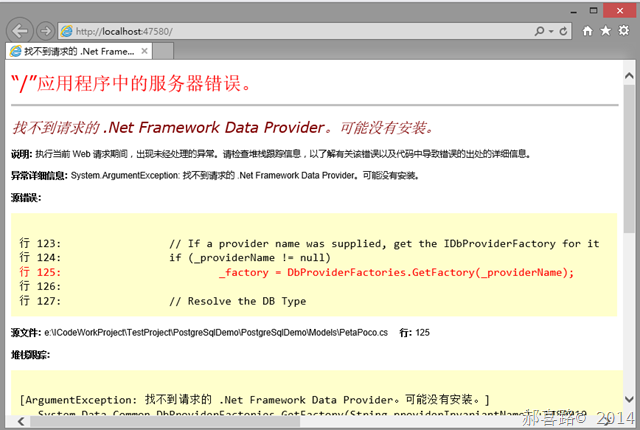 http://localhost:47580/
找不到请求的 .Net Frame...
“/”应用程序中的服务器错误。
找不到请求的 .Net Framework Data Provider。可能没有安装。
说明: 执行当前 Web 请求期间，出现未经处理的异常。请检查堆栈跟踪信息，以了解有关该错误以及代码中导致错误的出处的详细信息。
异常详细信息: System.ArgumentException: 找不到请求的 .Net Framework Data Provider。可能没有安装。
源错误:
行 123: // If a provider name was supplied, get the IDbProviderFactory for it
行 124: if (_providerName != null)
行 125: _factory = DbProviderFactories.GetFactory(_providerName);
行 126:
行 127: // Resolve the DB Type
源文件: e:\ICodeWorkProject\TestProject\PostgreSqlDemo\PostgreSqlDemo\Models\PetaPoco.cs 行: 125
堆栈跟踪:
[ArgumentException: 找不到请求的 .Net Framework Data Provider。可能没有安装。]
System.Data.Common.DbProviderFactories.GetFactory(String providerInvariantName)
郝喜路© 2014